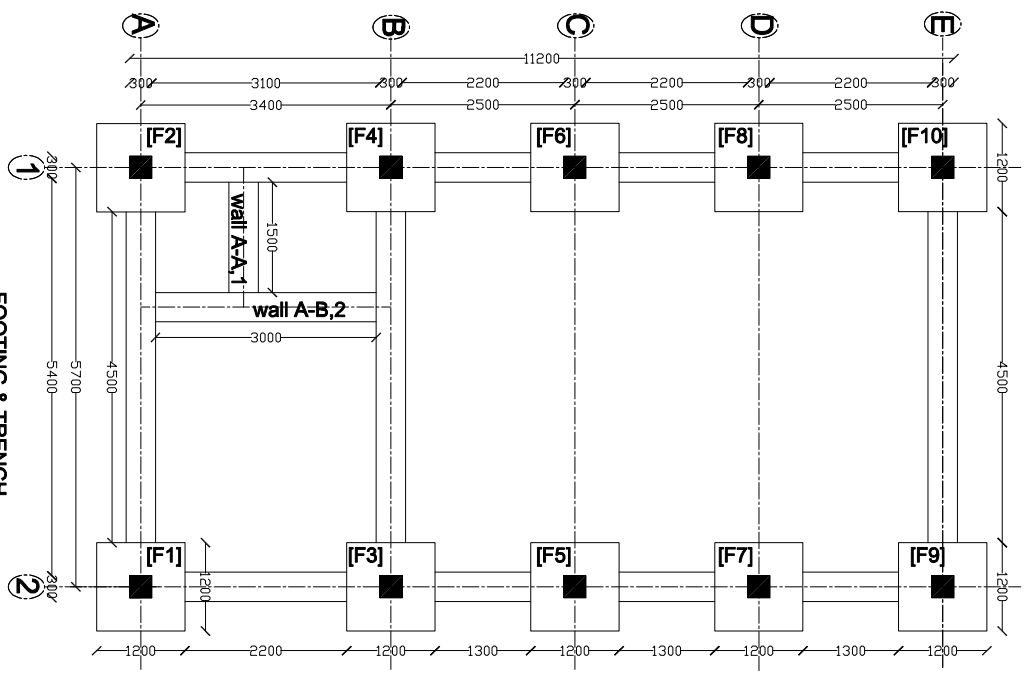 A B C D E
11200
300 3100 300 2200 300 2200 300 2200 300
3400 2500 2500 2500
[F2] [F4] [F6] [F8] [F10]
1 300 1200
wall A-A,1
1500
wall A-B,2
3000
5400 5700 4500 4500
FOOTING & TRENCH
[F1] [F3] [F5] [F7] [F9]
2 300 1200 1200
1200 2200 1200 1300 1200 1300 1200 1300 1200